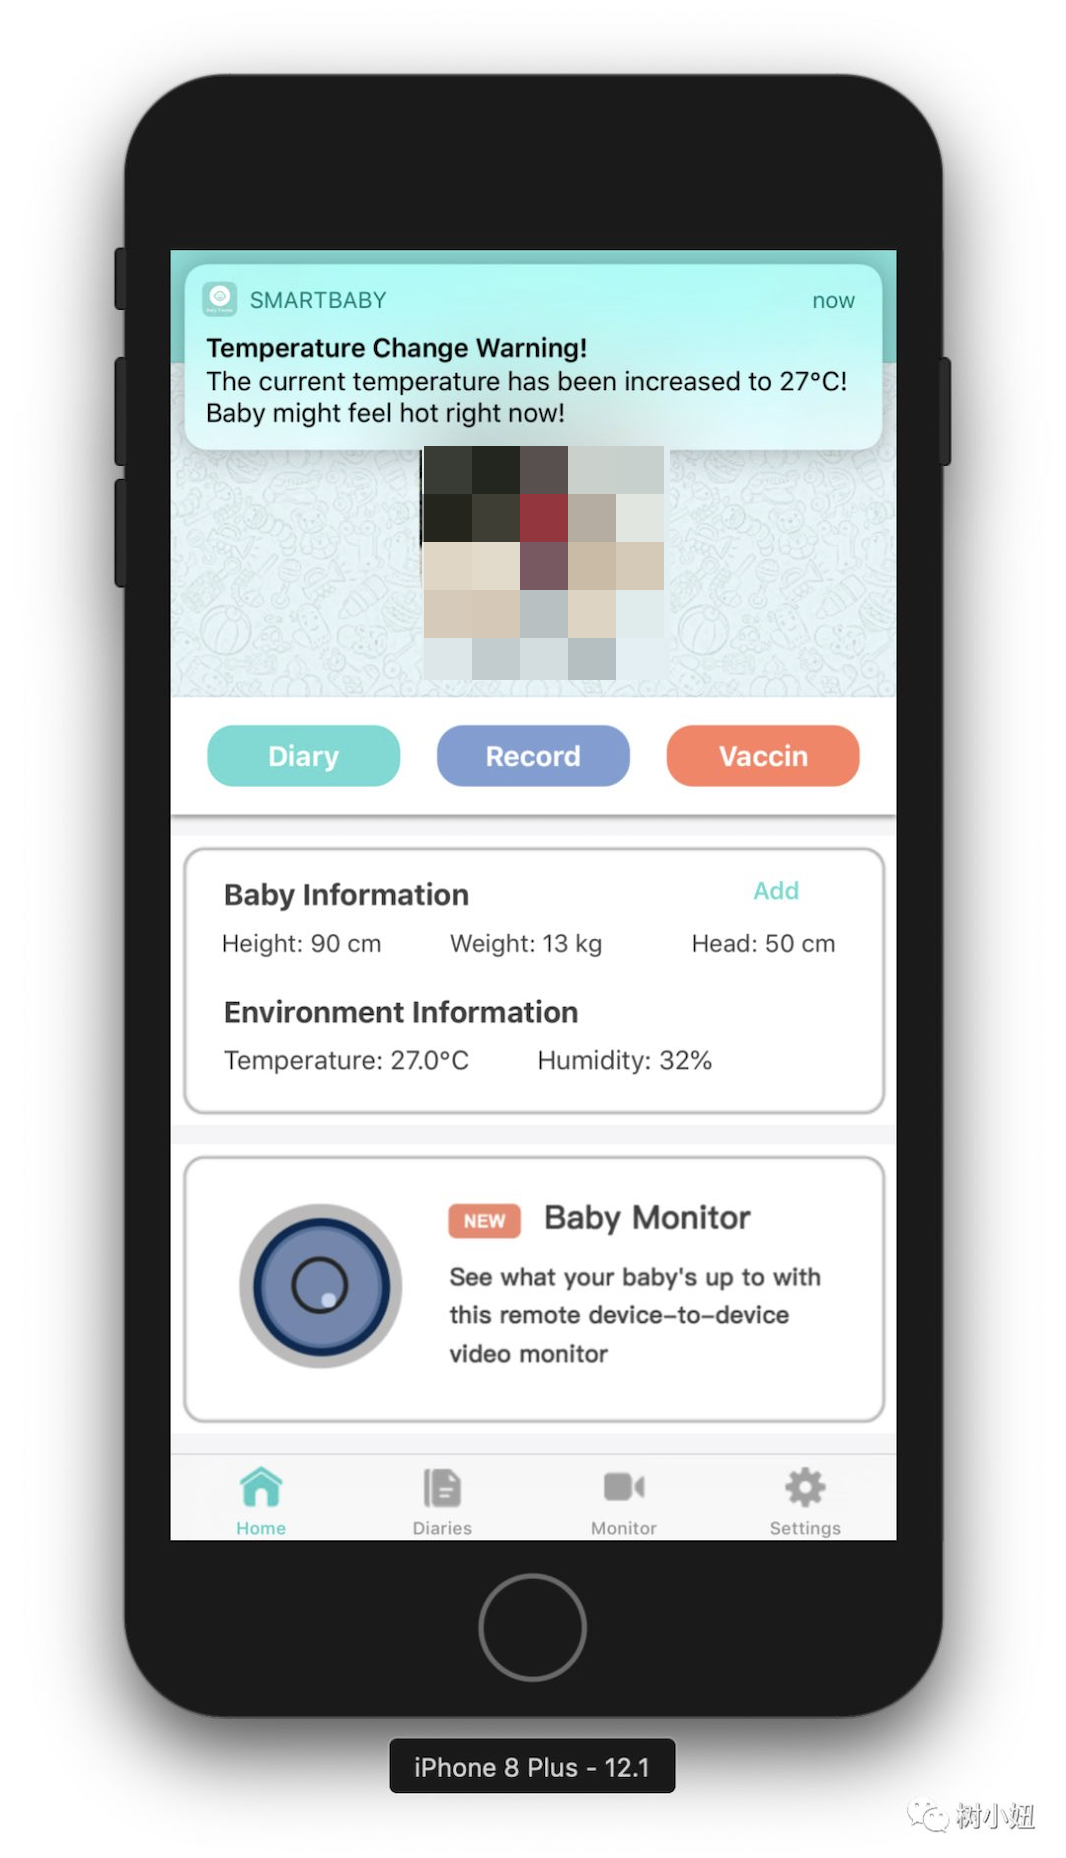 SMARTBABY now
Temperature Change Warning!
The current temperature has been increased to 27°C!
Baby might feel hot right now!
Diary Record Vaccin
Baby Information Add
Height: 90 cm Weight: 13 kg Head: 50 cm
Environment Information
Temperature: 27.0°C Humidity: 32%
NEW Baby Monitor
See what your baby's up to with
this remote device-to-device
video monitor
Home Diaries Monitor Settings
iPhone 8 Plus - 12.1
树小妞